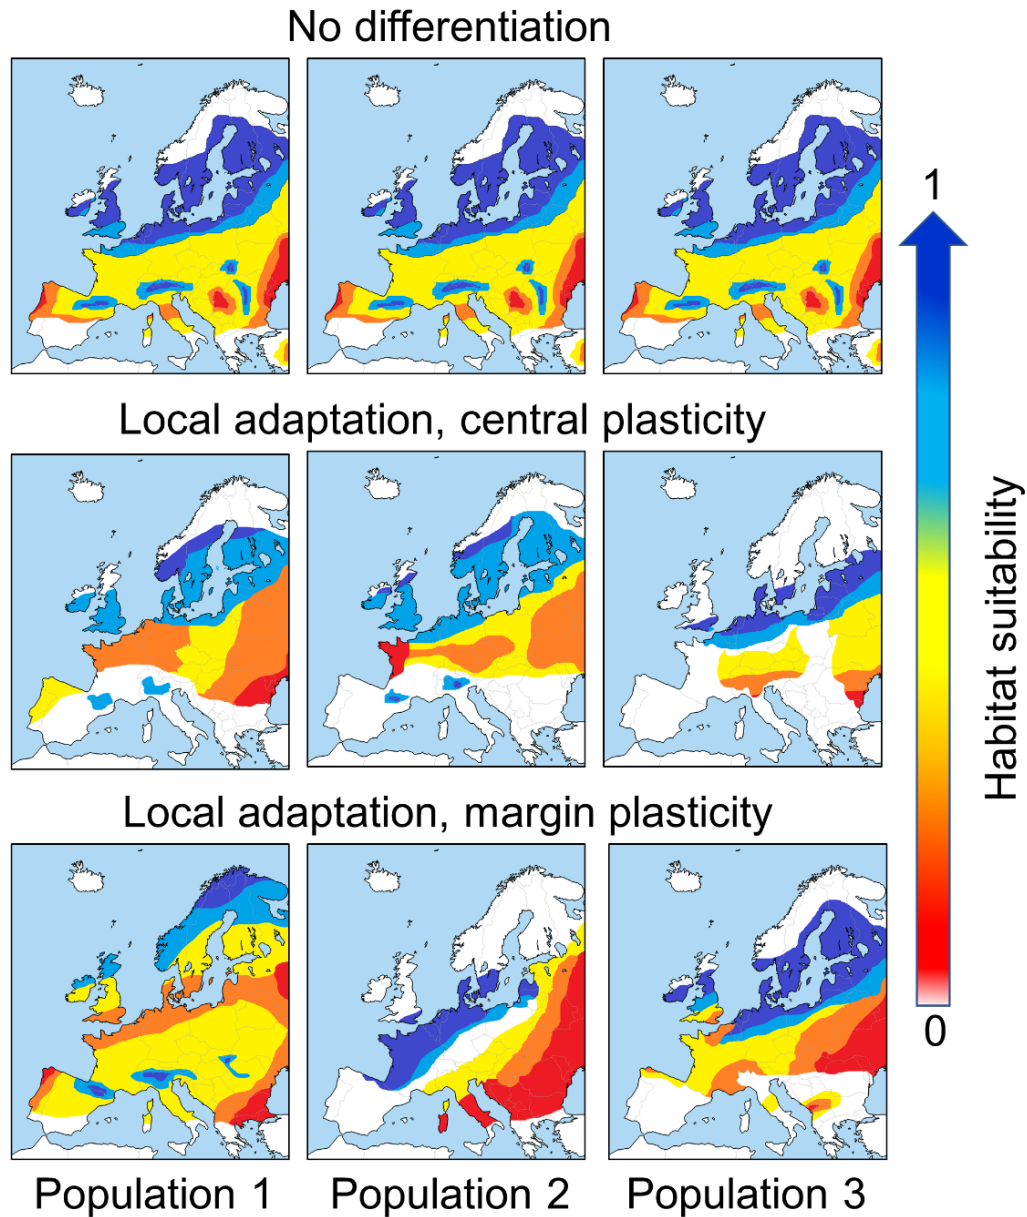 No differentiation
Local adaptation, central plasticity
Local adaptation, margin plasticity
Population 1
Population 2
Population 3
1
Habitat suitability
0